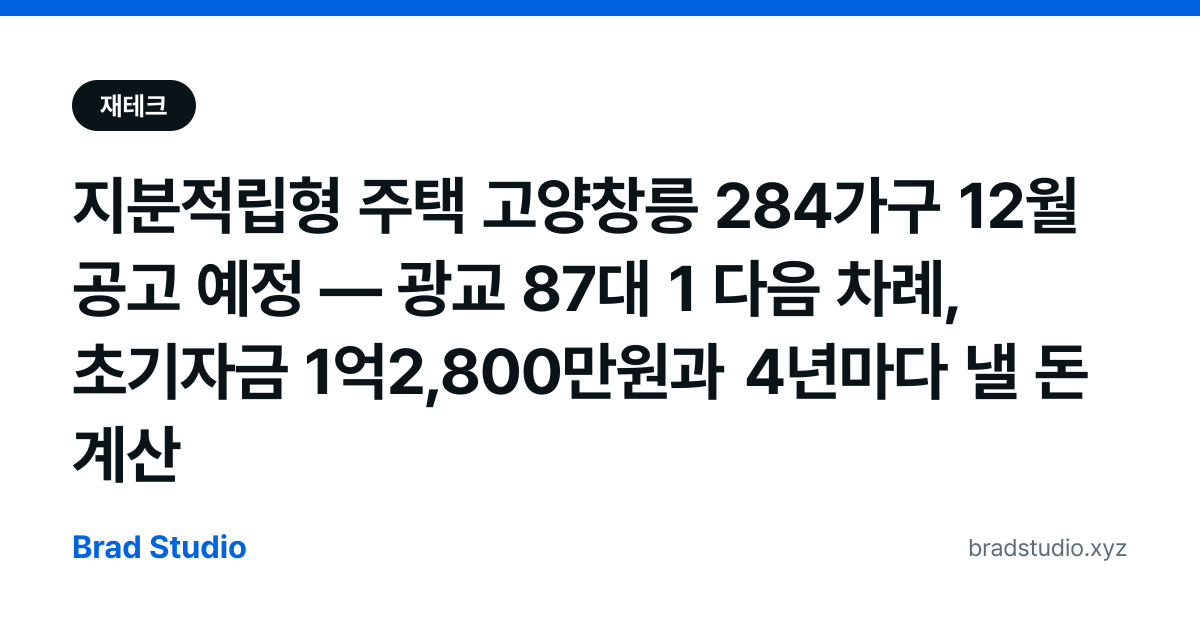 재테크
지분적립형 주택 고양창릉 284가구 12월
공고 예정 — 광교 87대 1 다음 차례,
초기자금 1억2,800만원과 4년마다 낼 돈
계산
Brad Studio
bradstudio.xyz